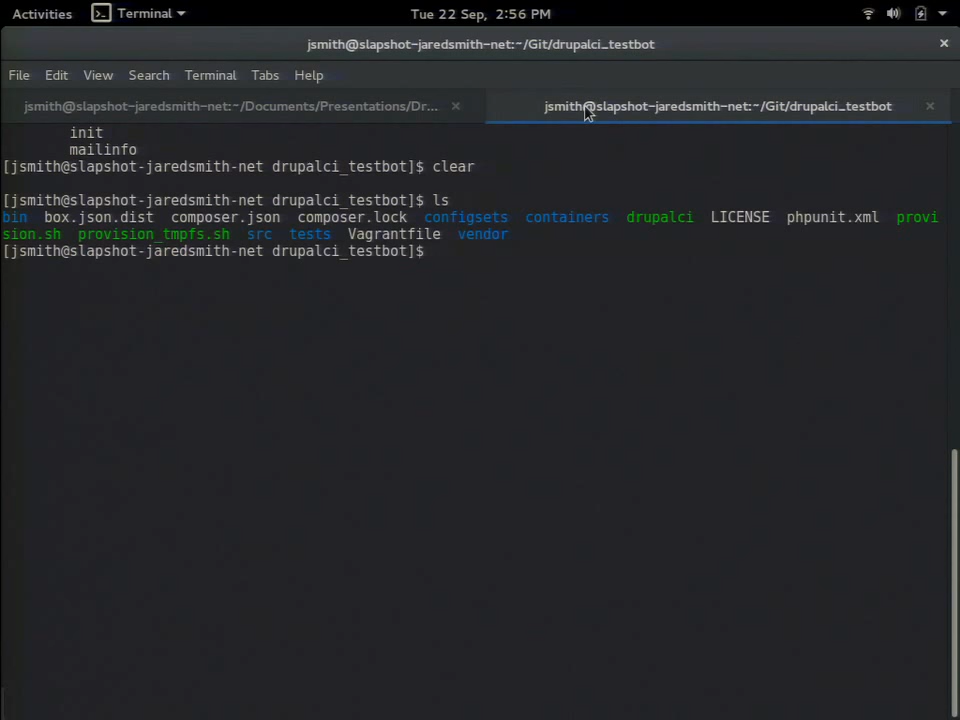 Activities Terminal Tue 22 Sep, 2:56 PM
jsmith@slapshot-jaredsmith-net:~/Git/drupalci_testbot
File Edit View Search Terminal Tabs Help
jsmith@slapshot-jaredsmith-net:~/Documents/Presentations/Dr... jsmith@slapshot-jaredsmith-net:~/Git/drupalci_testbot
init
mailinfo
[jsmith@slapshot-jaredsmith-net drupalci_testbot]$ clear
[jsmith@slapshot-jaredsmith-net drupalci_testbot]$ ls
bin box.json.dist composer.json composer.lock configsets containers drupalci LICENSE phpunit.xml provi
sion.sh provision_tmpfs.sh src tests Vagrantfile vendor
[jsmith@slapshot-jaredsmith-net drupalci_testbot]$